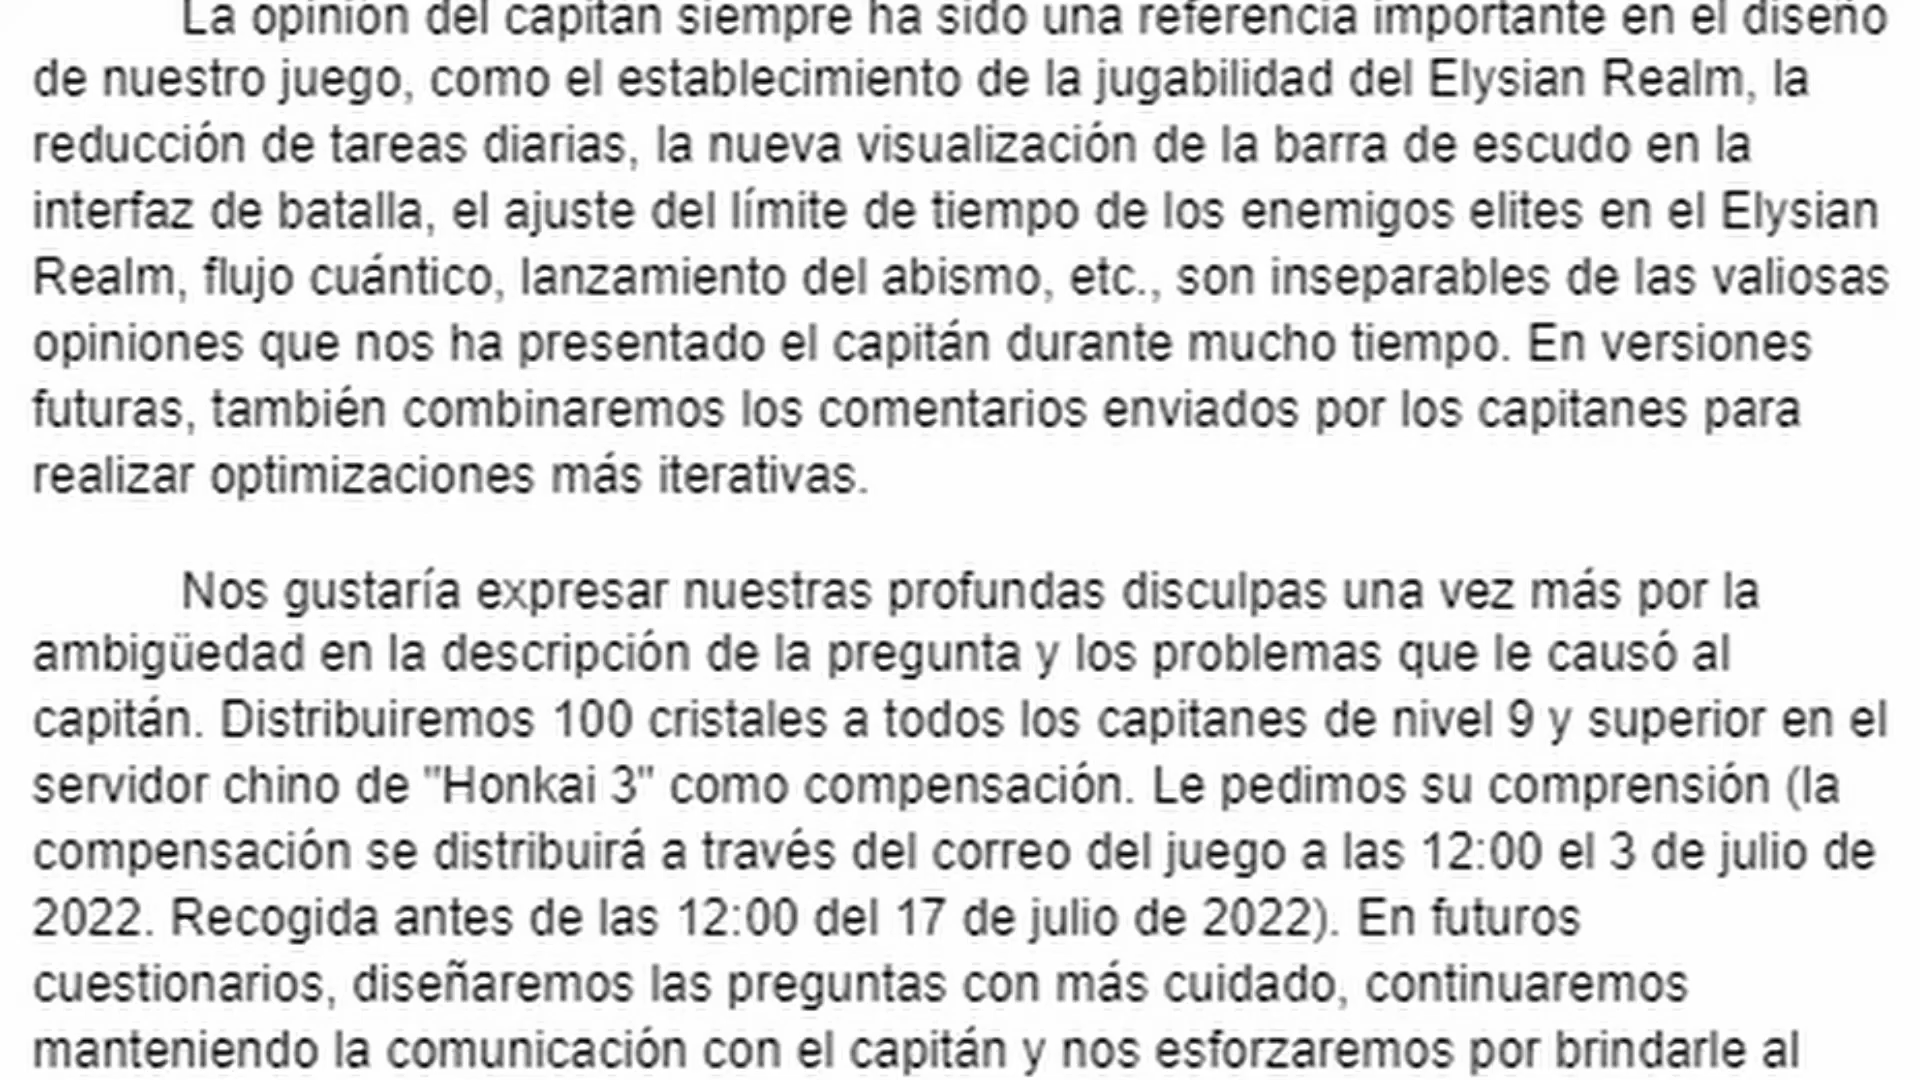 La opinión del capitán siempre ha sido una referencia importante en el diseño
de nuestro juego, como el establecimiento de la jugabilidad del Elysian Realm, la
reducción de tareas diarias, la nueva visualización de la barra de escudo en la
interfaz de batalla, el ajuste del límite de tiempo de los enemigos elites en el Elysian
Realm, flujo cuántico, lanzamiento del abismo, etc., son inseparables de las valiosas
opiniones que nos ha presentado el capitán durante mucho tiempo. En versiones
futuras, también combinaremos los comentarios enviados por los capitanes para
realizar optimizaciones más iterativas.
Nos gustaría expresar nuestras profundas disculpas una vez más por la
ambigüedad en la descripción de la pregunta y los problemas que le causó al
capitán. Distribuiremos 100 cristales a todos los capitanes de nivel 9 y superior en el
servidor chino de "Honkai 3" como compensación. Le pedimos su comprensión (la
compensación se distribuirá a través del correo del juego a las 12:00 el 3 de julio de
2022. Recogida antes de las 12:00 del 17 de julio de 2022). En futuros
cuestionarios, diseñaremos las preguntas con más cuidado, continuaremos
manteniendo la comunicación con el capitán y nos esforzaremos por brindarle al